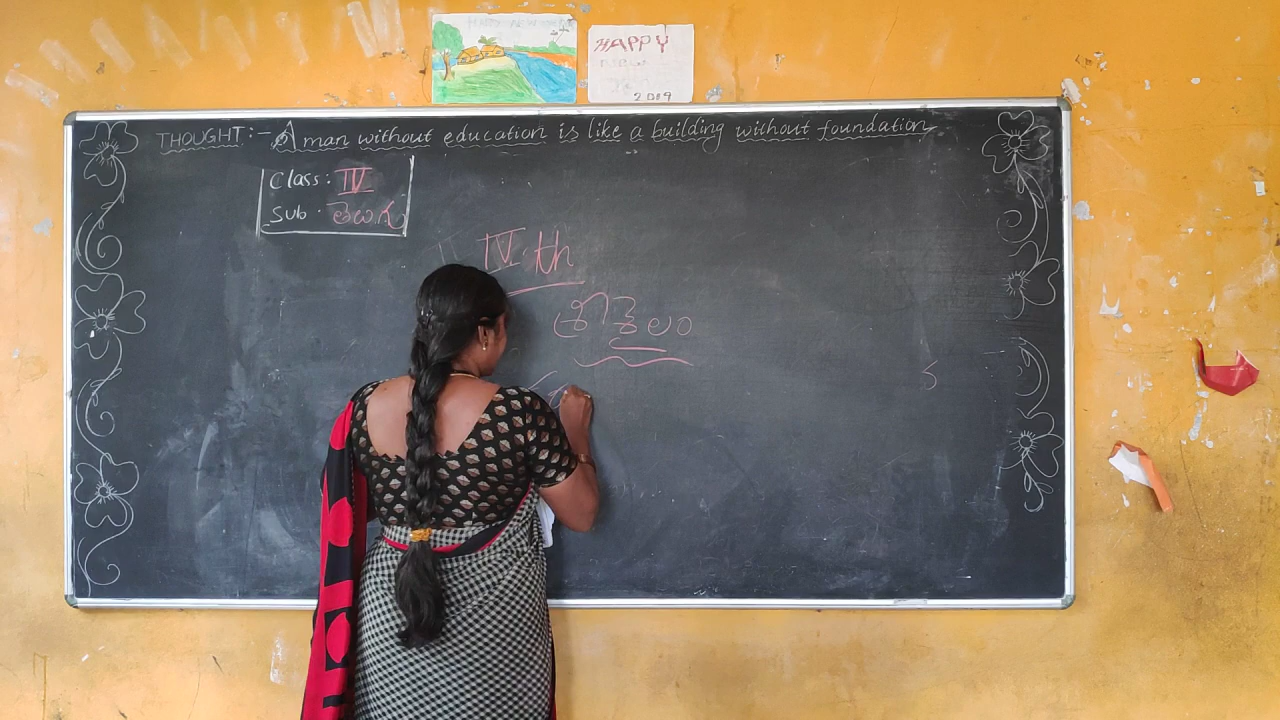 HAPPY
NEW
2019
THOUGHT:- A man without education is like a building without foundation
Class: IV
Sub: తెలుగు
IV th